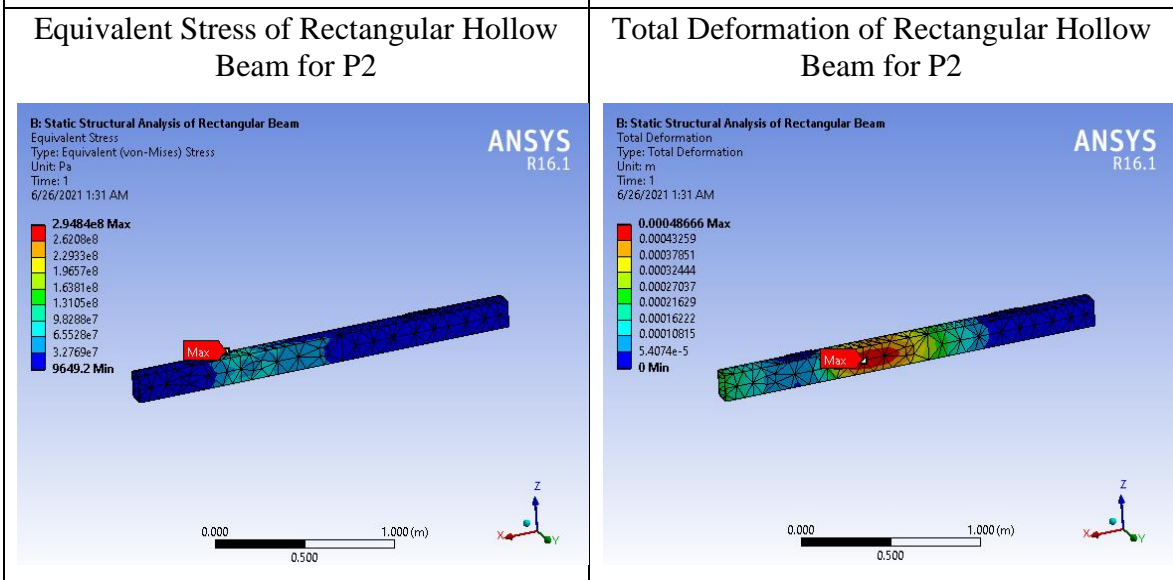 Equivalent Stress of Rectangular Hollow
Beam for P2
B: Static Structural Analysis of Rectangular Beam
Equivalent Stress
Type: Equivalent (von-Mises) Stress
Unit: Pa
Time: 1
6/26/2021 1:31 AM
ANSYS
R16.1
2.9484e8 Max
2.6208e8
2.2933e8
1.9657e8
1.6381e8
1.3105e8
9.8288e7
6.5528e7
3.2769e7
9649.2 Min
Max
Z
X
Y
0.000
1.000 (m)
0.500
Total Deformation of Rectangular Hollow
Beam for P2
B: Static Structural Analysis of Rectangular Beam
Total Deformation
Type: Total Deformation
Unit: m
Time: 1
6/26/2021 1:31 AM
ANSYS
R16.1
0.00048666 Max
0.00043259
0.00037851
0.00032444
0.00027037
0.00021629
0.00016222
0.00010815
5.4074e-5
0 Min
Max
Z
X
Y
0.000
1.000 (m)
0.500